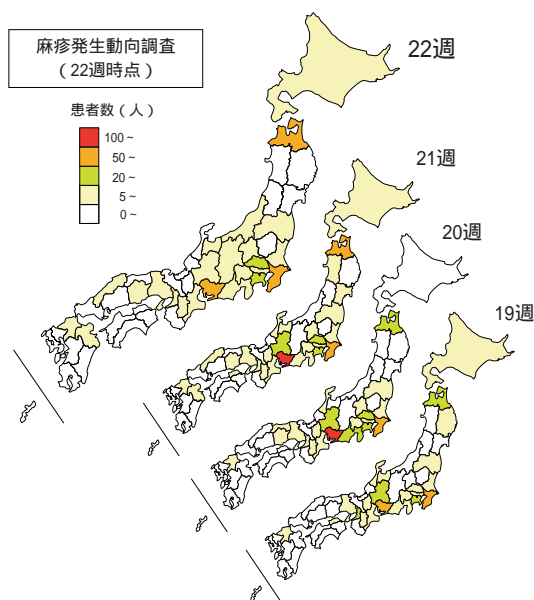 麻疹発生動向調査
（22週時点）
患者数（人）
100~
50~
20~
5~
0~
22週
21週
20週
19週